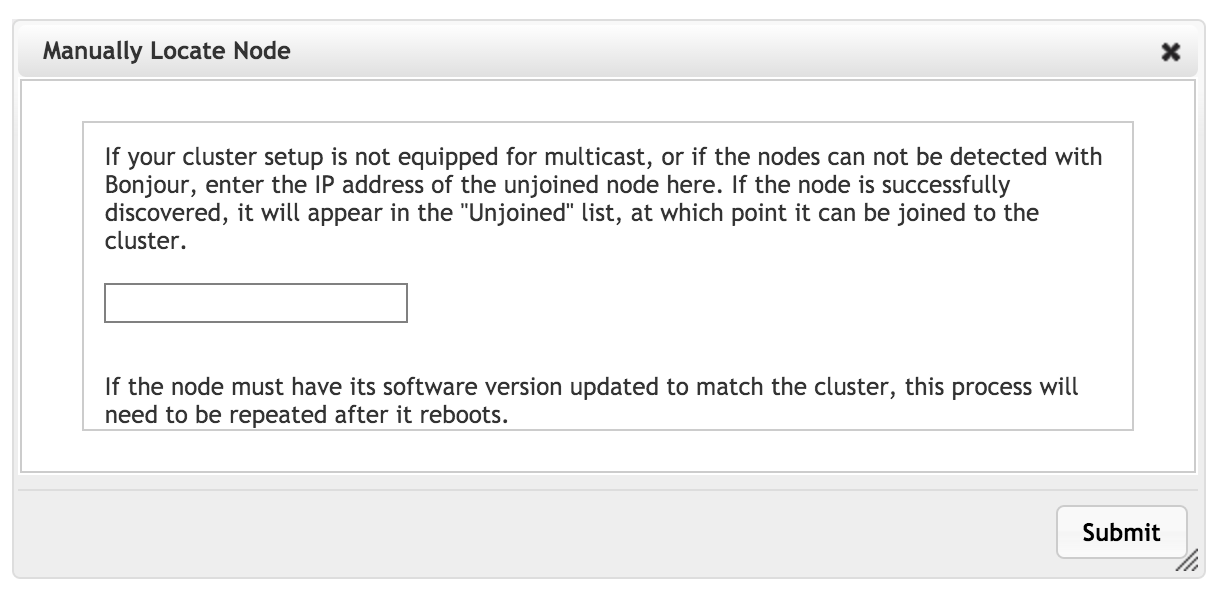 Manually Locate Node
If your cluster setup is not equipped for multicast, or if the nodes can not be detected with
Bonjour, enter the IP address of the unjoined node here. If the node is successfully
discovered, it will appear in the "Unjoined" list, at which point it can be joined to the
cluster.
If the node must have its software version updated to match the cluster, this process will
need to be repeated after it reboots.
Submit